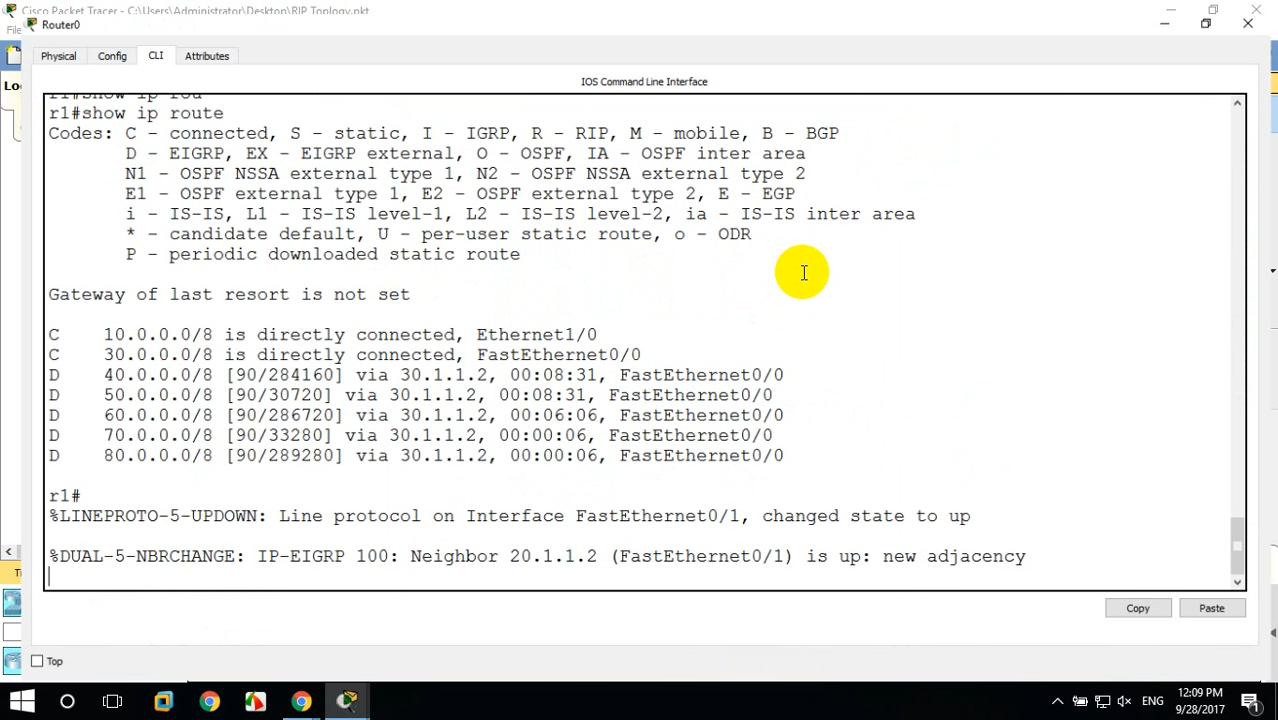 Cisco Packet Tracer - C:\Users\Administrator\Desktop\RIP Toplogy.pkt
Router0
Physical Config CLI Attributes
IOS Command Line Interface
r1#show ip rou
r1#show ip route
Codes: C - connected, S - static, I - IGRP, R - RIP, M - mobile, B - BGP
D - EIGRP, EX - EIGRP external, O - OSPF, IA - OSPF inter area
N1 - OSPF NSSA external type 1, N2 - OSPF NSSA external type 2
E1 - OSPF external type 1, E2 - OSPF external type 2, E - EGP
i - IS-IS, L1 - IS-IS level-1, L2 - IS-IS level-2, ia - IS-IS inter area
* - candidate default, U - per-user static route, o - ODR
P - periodic downloaded static route
Gateway of last resort is not set
C 10.0.0.0/8 is directly connected, Ethernet1/0
C 30.0.0.0/8 is directly connected, FastEthernet0/0
D 40.0.0.0/8 [90/284160] via 30.1.1.2, 00:08:31, FastEthernet0/0
D 50.0.0.0/8 [90/30720] via 30.1.1.2, 00:08:31, FastEthernet0/0
D 60.0.0.0/8 [90/286720] via 30.1.1.2, 00:06:06, FastEthernet0/0
D 70.0.0.0/8 [90/33280] via 30.1.1.2, 00:00:06, FastEthernet0/0
D 80.0.0.0/8 [90/289280] via 30.1.1.2, 00:00:06, FastEthernet0/0
r1#
%LINEPROTO-5-UPDOWN: Line protocol on Interface FastEthernet0/1, changed state to up
%DUAL-5-NBRCHANGE: IP-EIGRP 100: Neighbor 20.1.1.2 (FastEthernet0/1) is up: new adjacency
Copy Paste
Top
ENG
12:09 PM
9/28/2017